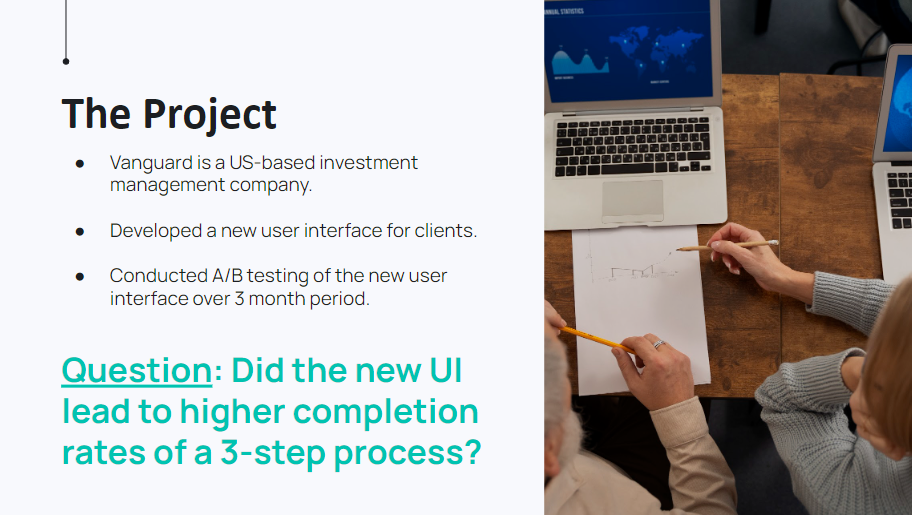 The Project
● Vanguard is a US-based investment
management company.
● Developed a new user interface for clients.
● Conducted A/B testing of the new user
interface over 3 month period.
Question: Did the new UI
lead to higher completion
rates of a 3-step process?
ANNUAL STATISTICS